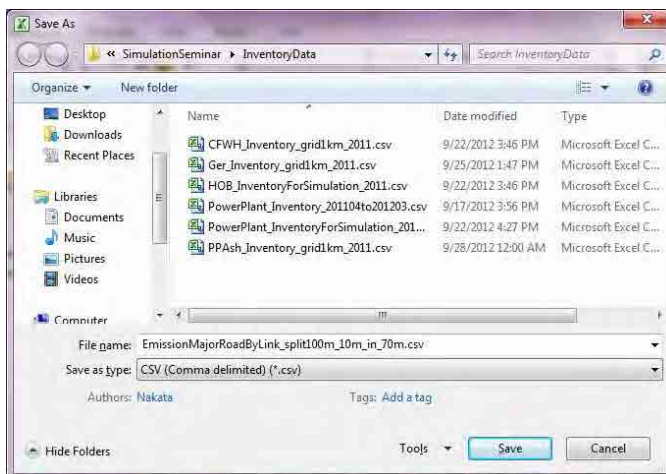 Save As
« SimulationSeminar ▸ InventoryData
Search InventoryData
Organize ▾ New folder
Desktop
Downloads
Recent Places
Libraries
Documents
Music
Pictures
Videos
Computer
Name Date modified Type
CFWH_Inventory_grid1km_2011.csv 9/22/2012 3:46 PM Microsoft Excel C...
Ger_Inventory_grid1km_2011.csv 9/25/2012 1:47 PM Microsoft Excel C...
HOB_InventoryForSimulation_2011.csv 9/22/2012 3:46 PM Microsoft Excel C...
PowerPlant_Inventory_201104to201203.csv 9/17/2012 3:56 PM Microsoft Excel C...
PowerPlant_InventoryForSimulation_201... 9/22/2012 4:27 PM Microsoft Excel C...
PPAsh_Inventory_grid1km_2011.csv 9/28/2012 12:00 AM Microsoft Excel C...
File name: EmissionMajorRoadByLink_split100m_10m_in_70m.csv
Save as type: CSV (Comma delimited) (*.csv)
Authors: Nakata Tags: Add a tag
Hide Folders Tools ▾ Save Cancel